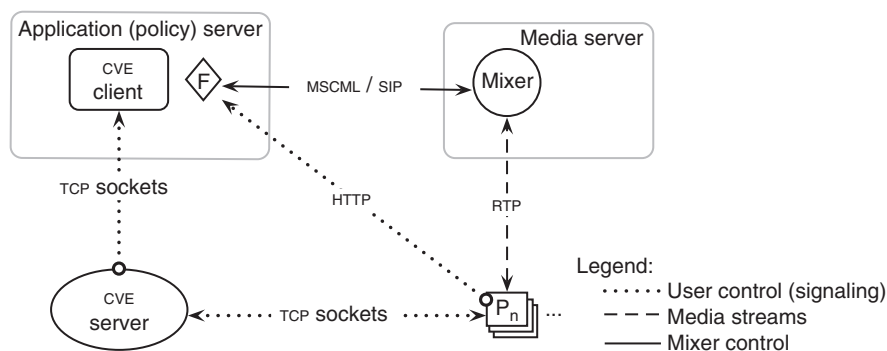 Application (policy) server
Media server
CVE
client
F
MSCML / SIP
Mixer
TCP sockets
HTTP
RTP
CVE
server
TCP sockets
Pn
...
Legend:
User control (signaling)
Media streams
Mixer control